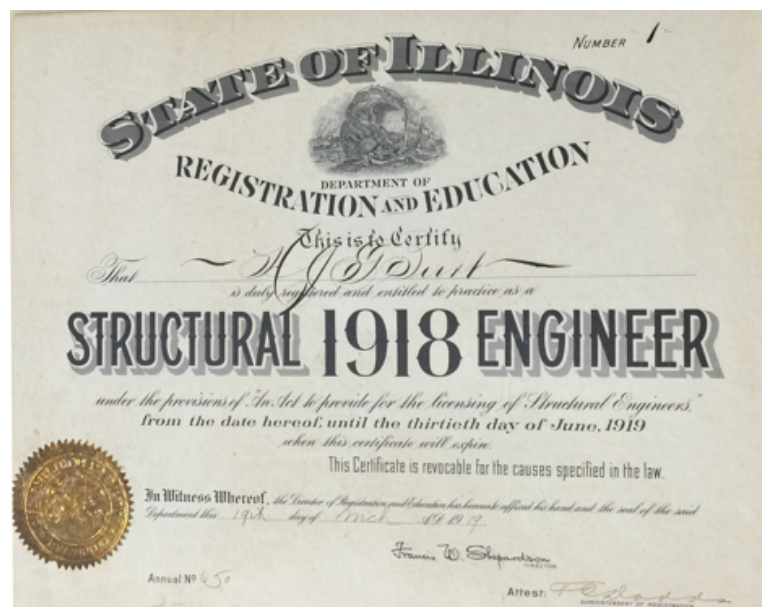 NUMBER 1
STATE OF ILLINOIS
DEPARTMENT OF
REGISTRATION AND EDUCATION
This is to Certify
That H J Burt
is duly registered and entitled to practice as a
STRUCTURAL 1918 ENGINEER
under the provisions of "An Act to provide for the licensing of Structural Engineers,"
from the date hereof, until the thirtieth day of June, 1919
when this certificate will expire.
This Certificate is revocable for the causes specified in the law.
In Witness Whereof, the Director of Registration and Education has hereunto affixed his hand and the seal of the said
Department this 19th day of Mch A.D. 1919.
Francis W. Shepardson
DIRECTOR
Annual No 650
Attest: F C Dodds
SUPERINTENDENT OF REGISTRATION